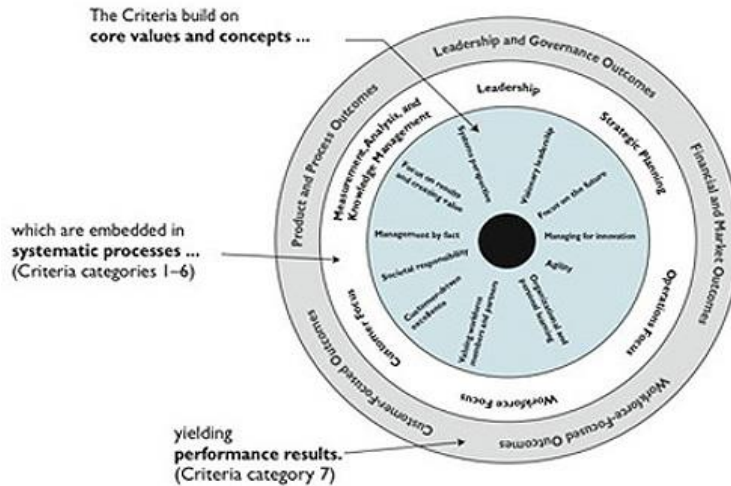 The Criteria build on
core values and concepts ...
which are embedded in
systematic processes ...
(Criteria categories 1–6)
yielding
performance results.
(Criteria category 7)
Leadership and Governance Outcomes
Financial and Market Outcomes
Workforce-Focused Outcomes
Customer-Focused Outcomes
Product and Process Outcomes
Leadership
Strategic Planning
Operations Focus
Workforce Focus
Customer Focus
Measurement, Analysis, and
Knowledge Management
Systems perspective
Visionary leadership
Focus on the future
Managing for innovation
Agility
Organizational and
personal learning
Valuing workforce
members and partners
Customer-driven
excellence
Societal responsibility
Management by fact
Focus on results
and creating value